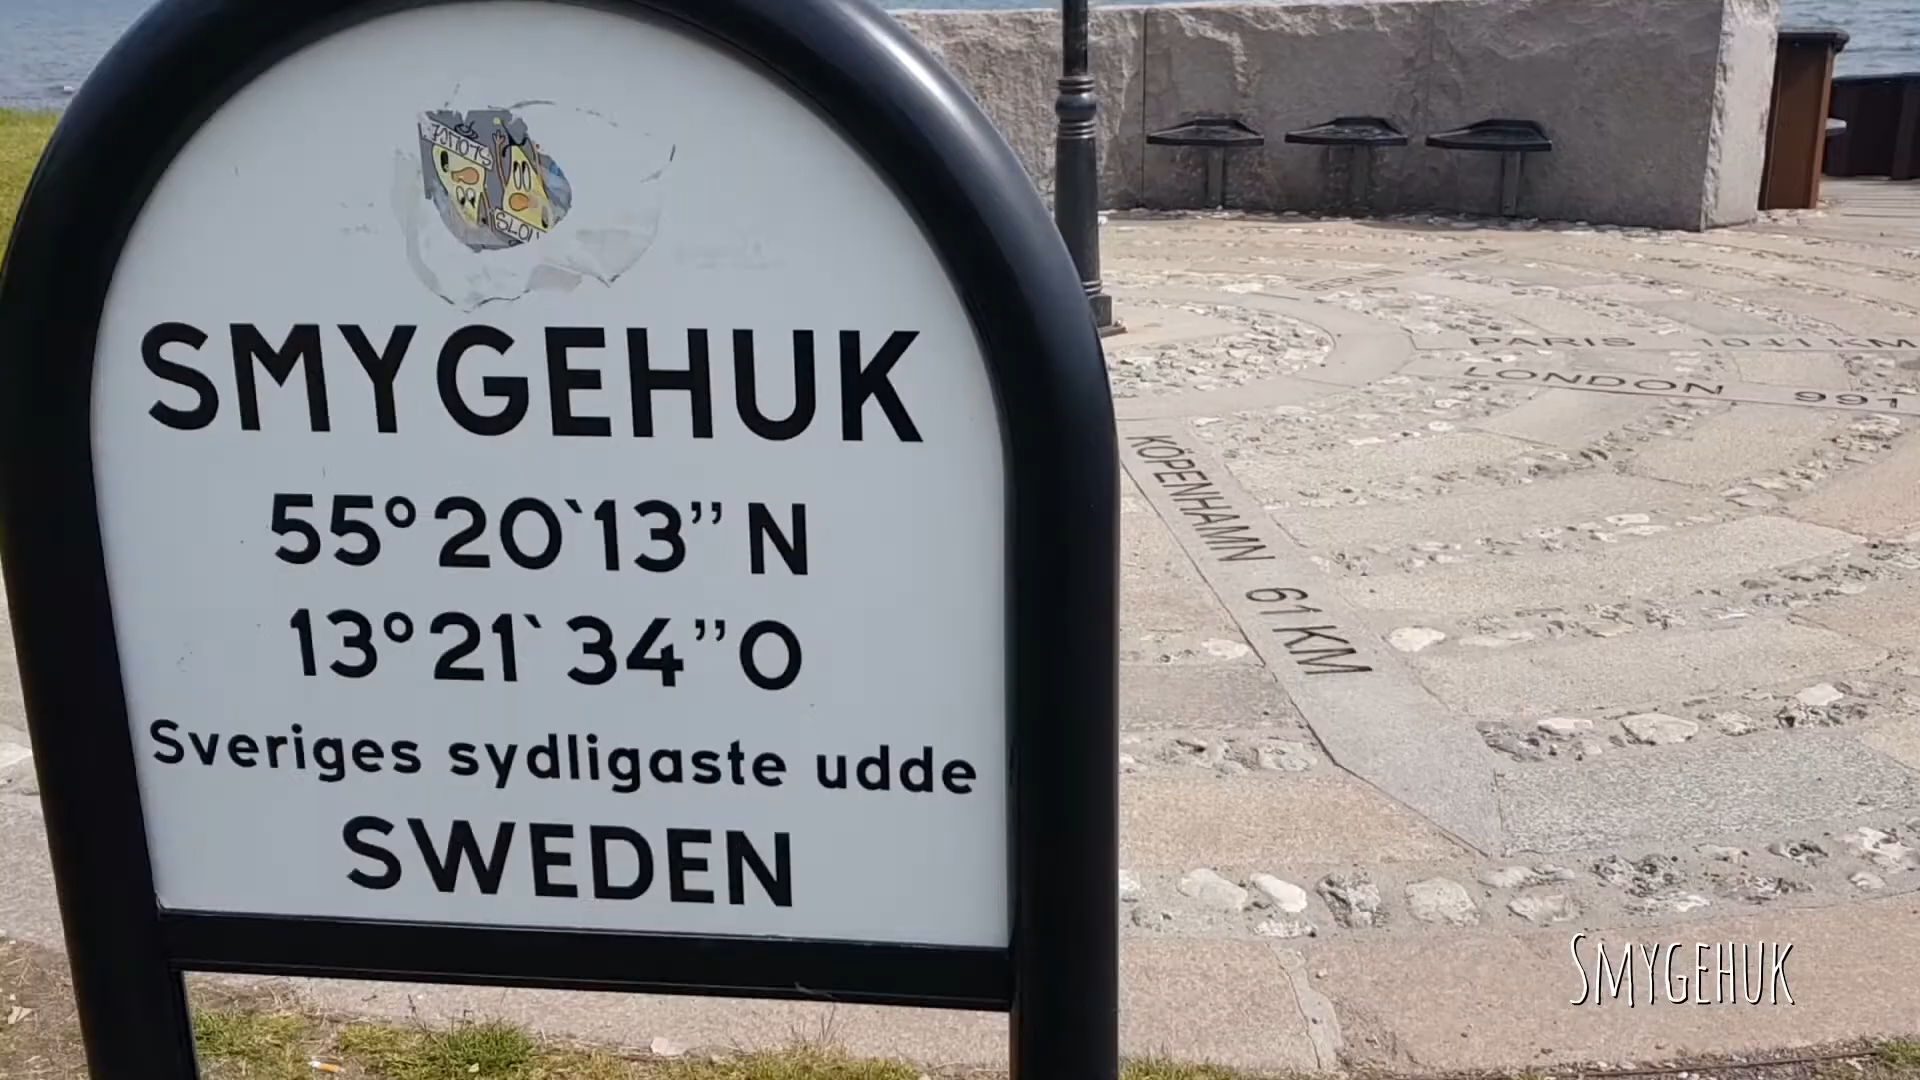 SMYGEHUK
55°20`13” N
13°21`34”O
Sveriges sydligaste udde
SWEDEN
PARIS 1041 KM
LONDON 991
KÖPENHAMN 61 KM
SMYGEHUK